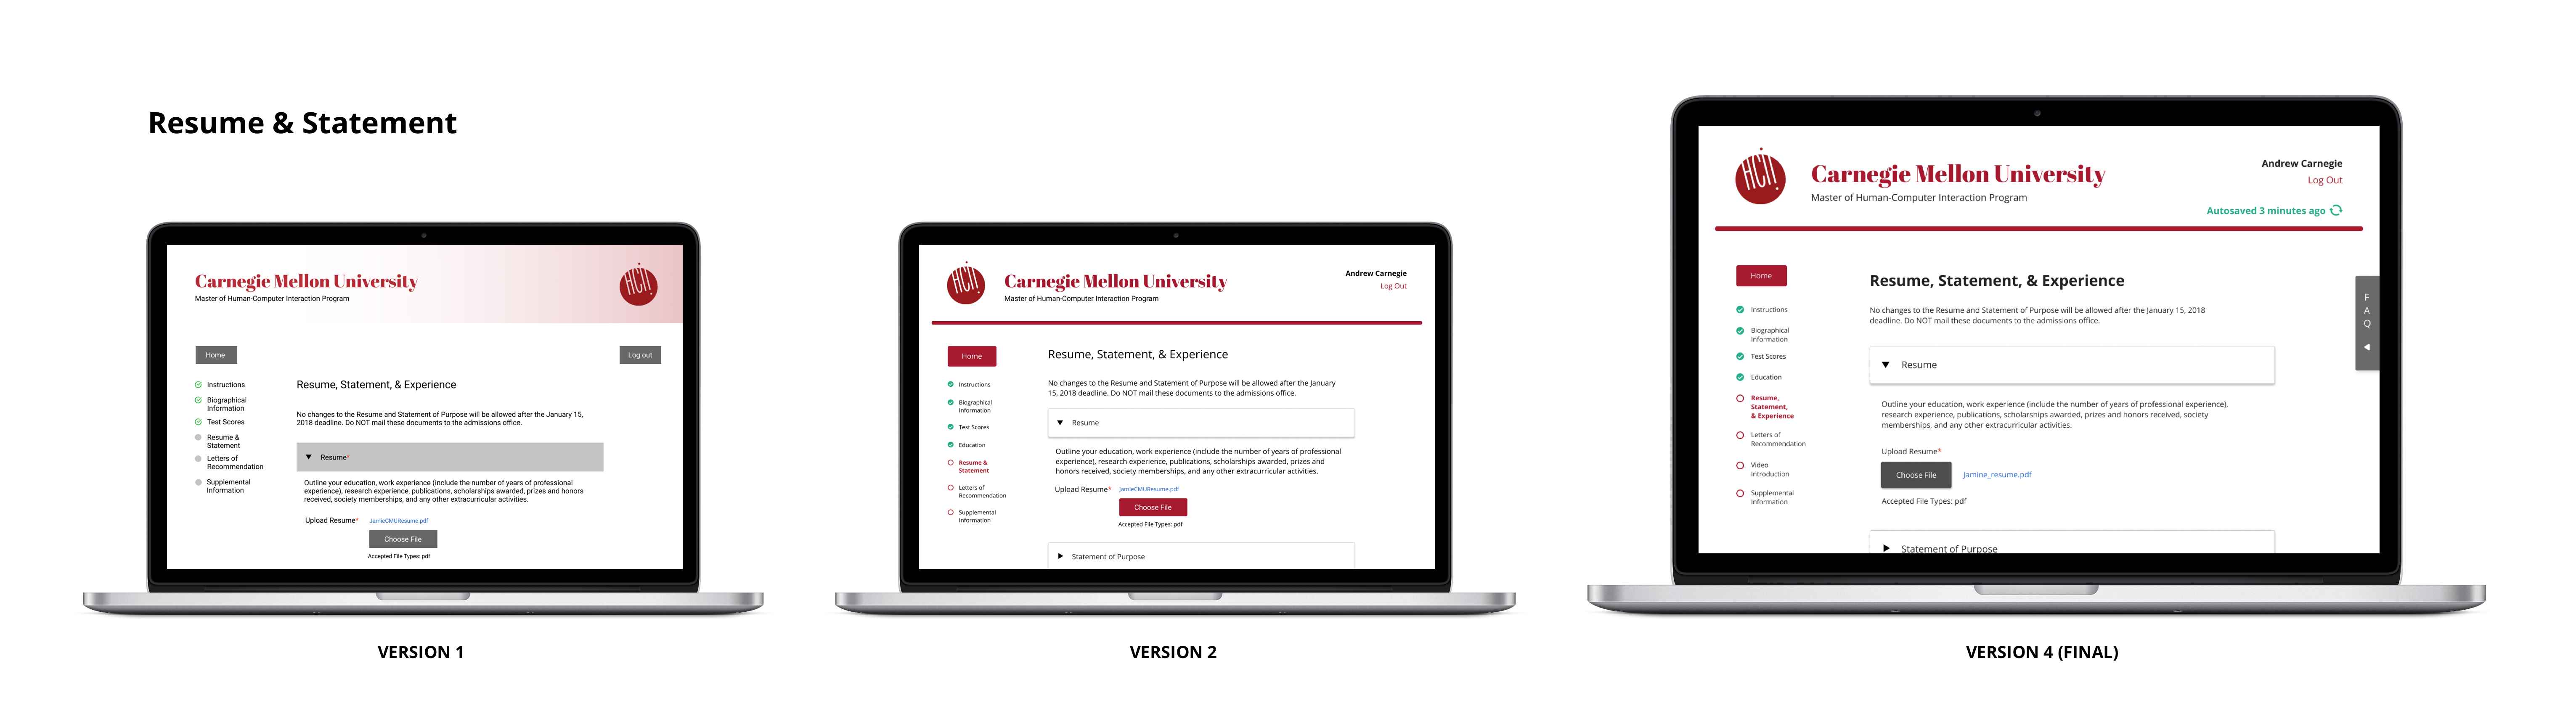 Resume & Statement
Carnegie Mellon University
Master of Human-Computer Interaction Program
HCII
Home
Log out
Instructions
Biographical
Information
Test Scores
Resume &
Statement
Letters of
Recommendation
Supplemental
Information
Resume, Statement, & Experience
No changes to the Resume and Statement of Purpose will be allowed after the January 15,
2018 deadline. Do NOT mail these documents to the admissions office.
Resume*
Outline your education, work experience (include the number of years of professional
experience), research experience, publications, scholarships awarded, prizes and honors
received, society memberships, and any other extracurricular activities.
Upload Resume*
JamieCMUResume.pdf
Choose File
Accepted File Types: pdf
VERSION 1
HCII
Carnegie Mellon University
Master of Human-Computer Interaction Program
Andrew Carnegie
Log Out
Home
Instructions
Biographical
Information
Test Scores
Education
Resume &
Statement
Letters of
Recommendation
Supplemental
Information
Resume, Statement, & Experience
No changes to the Resume and Statement of Purpose will be allowed after the January
15, 2018 deadline. Do NOT mail these documents to the admissions office.
Resume
Outline your education, work experience (include the number of years of professional
experience), research experience, publications, scholarships awarded, prizes and
honors received, society memberships, and any other extracurricular activities.
Upload Resume*
JamieCMUResume.pdf
Choose File
Accepted File Types: pdf
Statement of Purpose
VERSION 2
HCII
Carnegie Mellon University
Master of Human-Computer Interaction Program
Andrew Carnegie
Log Out
Autosaved 3 minutes ago
Home
Instructions
Biographical
Information
Test Scores
Education
Resume,
Statement,
& Experience
Letters of
Recommendation
Video
Introduction
Supplemental
Information
Resume, Statement, & Experience
No changes to the Resume and Statement of Purpose will be allowed after the January 15, 2018
deadline. Do NOT mail these documents to the admissions office.
Resume
Outline your education, work experience (include the number of years of professional experience),
research experience, publications, scholarships awarded, prizes and honors received, society
memberships, and any other extracurricular activities.
Upload Resume*
Choose File
Jamine_resume.pdf
Accepted File Types: pdf
Statement of Purpose
F
A
Q
VERSION 4 (FINAL)